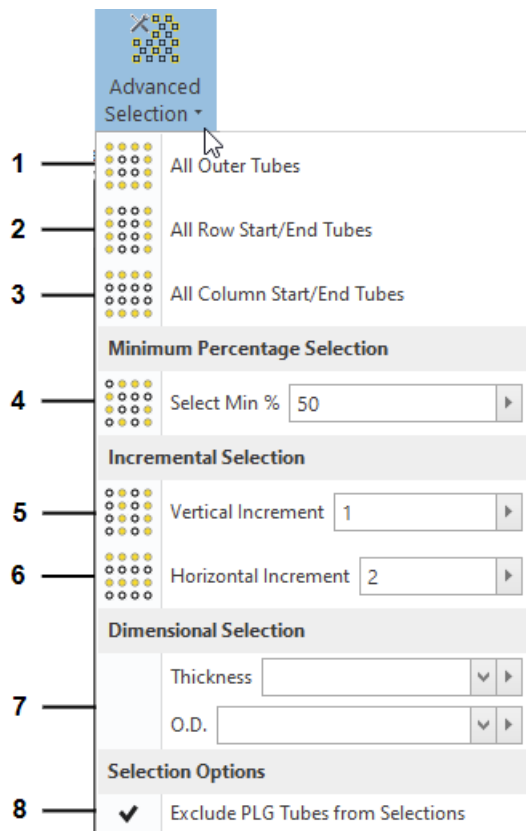 Advanced
Selection
1 All Outer Tubes
2 All Row Start/End Tubes
3 All Column Start/End Tubes
Minimum Percentage Selection
4 Select Min % 50
Incremental Selection
5 Vertical Increment 1
6 Horizontal Increment 2
Dimensional Selection
Thickness
7
O.D.
Selection Options
8 Exclude PLG Tubes from Selections